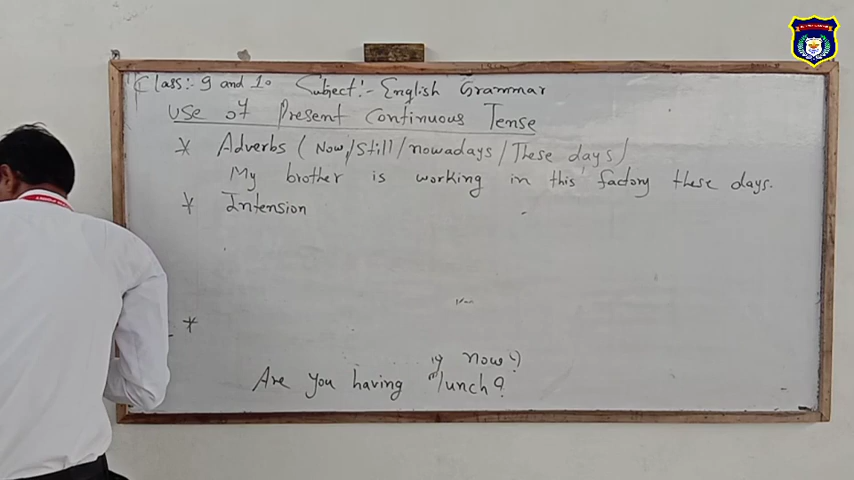 Class:- 9 and 10 Subject:- English Grammar
Use of Present Continuous Tense
* Adverbs (Now/Still/nowadays/These days)
My brother is working in this factory these days.
* Intension
*
now?
Are you having lunch?